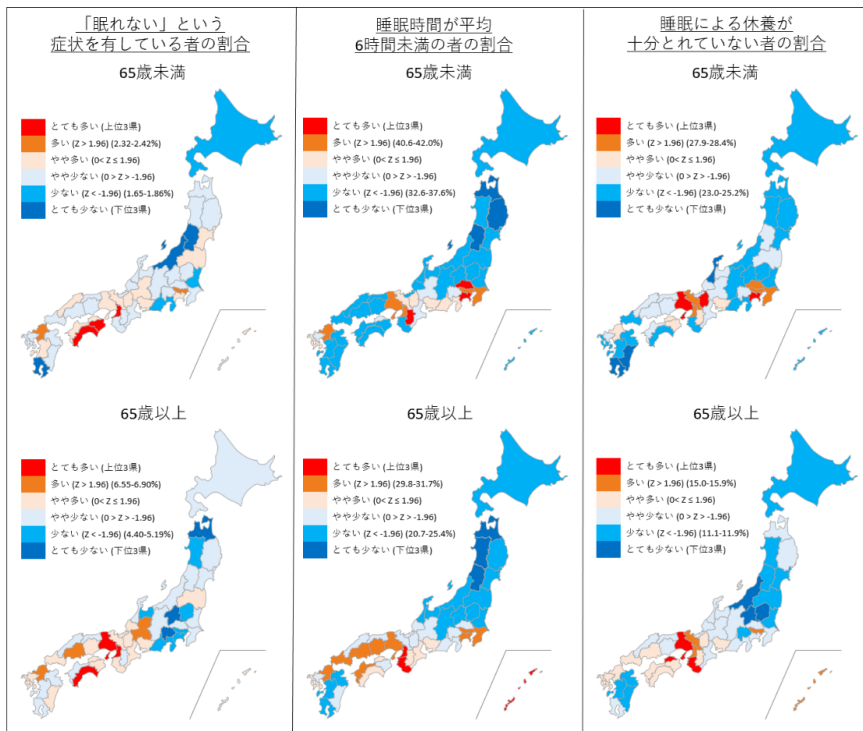 「眠れない」という
症状を有している者の割合
65歳未満
とても多い (上位3県)
多い (Z > 1.96) (2.32-2.42%)
やや多い (0< Z ≤ 1.96)
やや少ない (0 > Z > -1.96)
少ない (Z < -1.96) (1.65-1.86%)
とても少ない (下位3県)
65歳以上
とても多い (上位3県)
多い (Z > 1.96) (6.55-6.90%)
やや多い (0< Z ≤ 1.96)
やや少ない (0 > Z > -1.96)
少ない (Z < -1.96) (4.40-5.19%)
とても少ない (下位3県)
睡眠時間が平均
6時間未満の者の割合
65歳未満
とても多い (上位3県)
多い (Z > 1.96) (40.6-42.0%)
やや多い (0< Z ≤ 1.96)
やや少ない (0 > Z > -1.96)
少ない (Z < -1.96) (32.6-37.6%)
とても少ない (下位3県)
65歳以上
とても多い (上位3県)
多い (Z > 1.96) (29.8-31.7%)
やや多い (0< Z ≤ 1.96)
やや少ない (0 > Z > -1.96)
少ない (Z < -1.96) (20.7-25.4%)
とても少ない (下位3県)
睡眠による休養が
十分とれていない者の割合
65歳未満
とても多い (上位3県)
多い (Z > 1.96) (27.9-28.4%)
やや多い (0< Z ≤ 1.96)
やや少ない (0 > Z > -1.96)
少ない (Z < -1.96) (23.0-25.2%)
とても少ない (下位3県)
65歳以上
とても多い (上位3県)
多い (Z > 1.96) (15.0-15.9%)
やや多い (0< Z ≤ 1.96)
やや少ない (0 > Z > -1.96)
少ない (Z < -1.96) (11.1-11.9%)
とても少ない (下位3県)